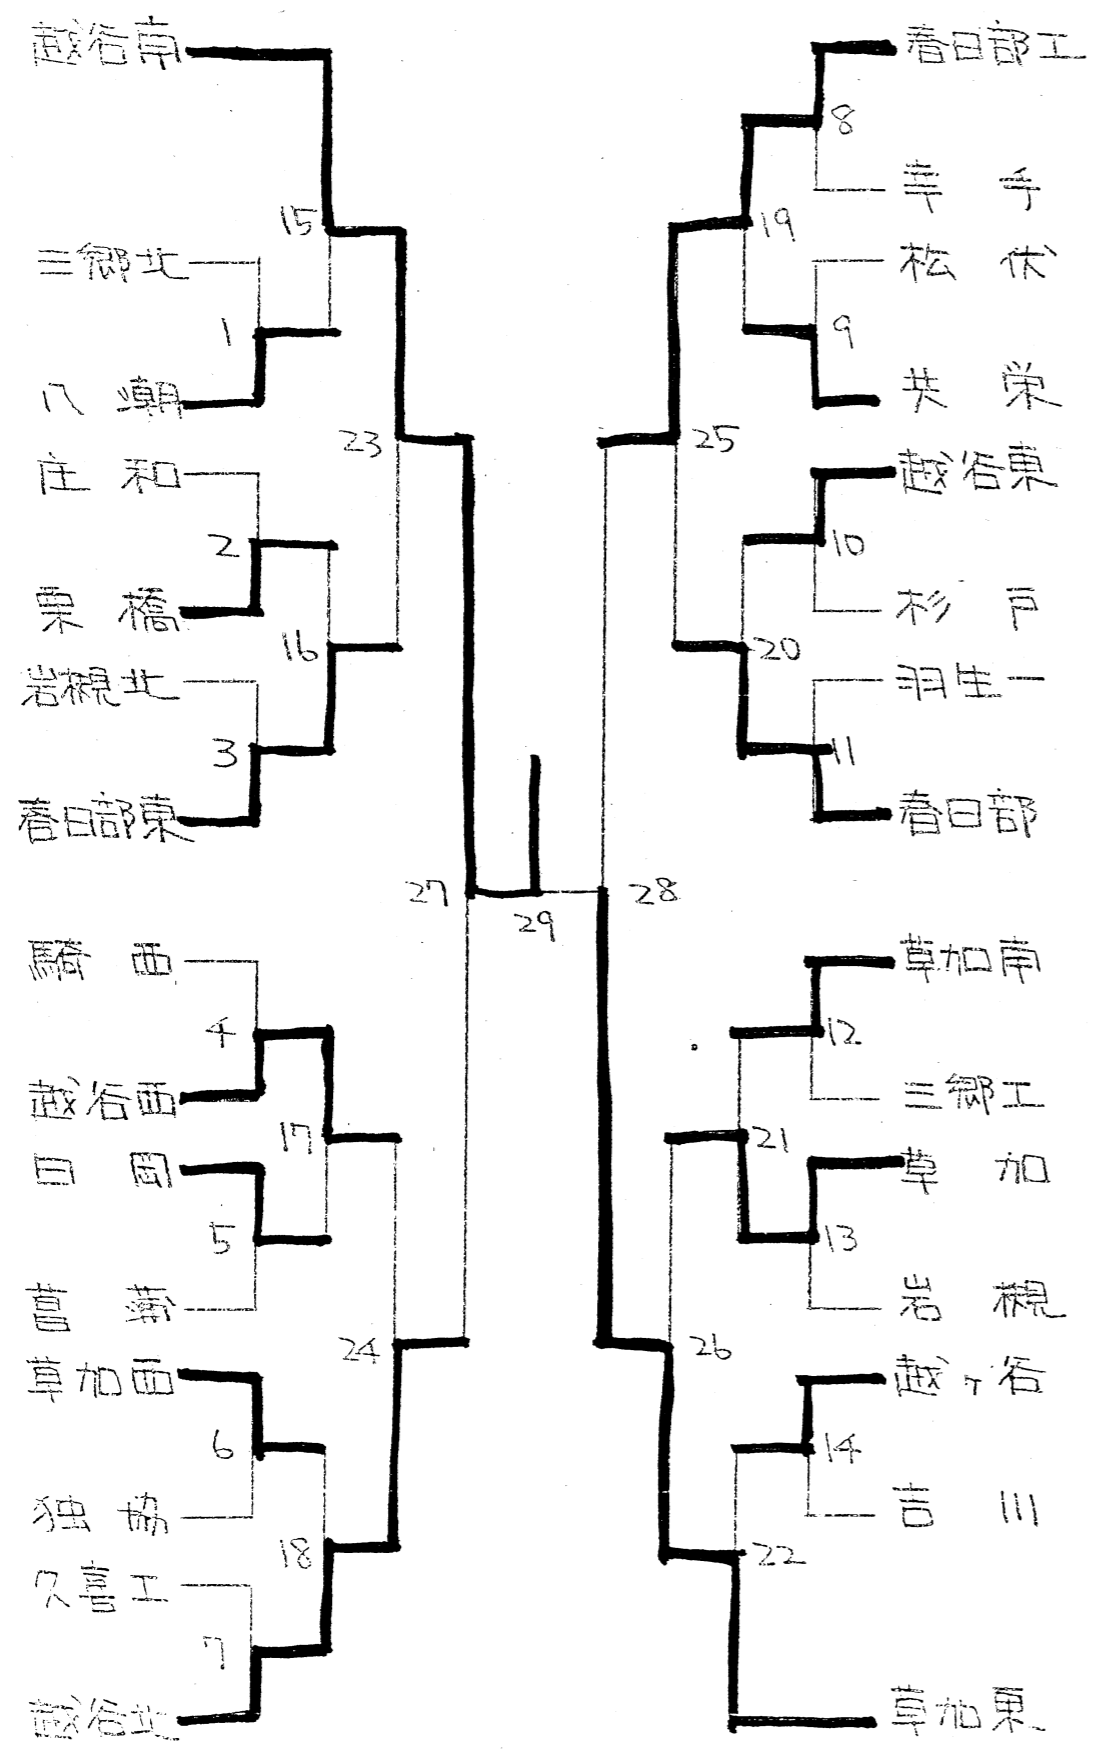 越谷南
三郷北
八潮
庄和
栗橋
岩槻北
春日部東
騎西
越谷西
白岡
菖蒲
草加西
独協
久喜工
越谷北
15
1
23
2
16
3
27
29
4
17
5
24
6
18
7
春日部工
幸手
松伏
共栄
越谷東
杉戸
羽生一
春日部
草加南
三郷工
草加
岩槻
越ヶ谷
吉川
草加東
8
19
9
25
10
20
11
28
12
21
13
26
14
22